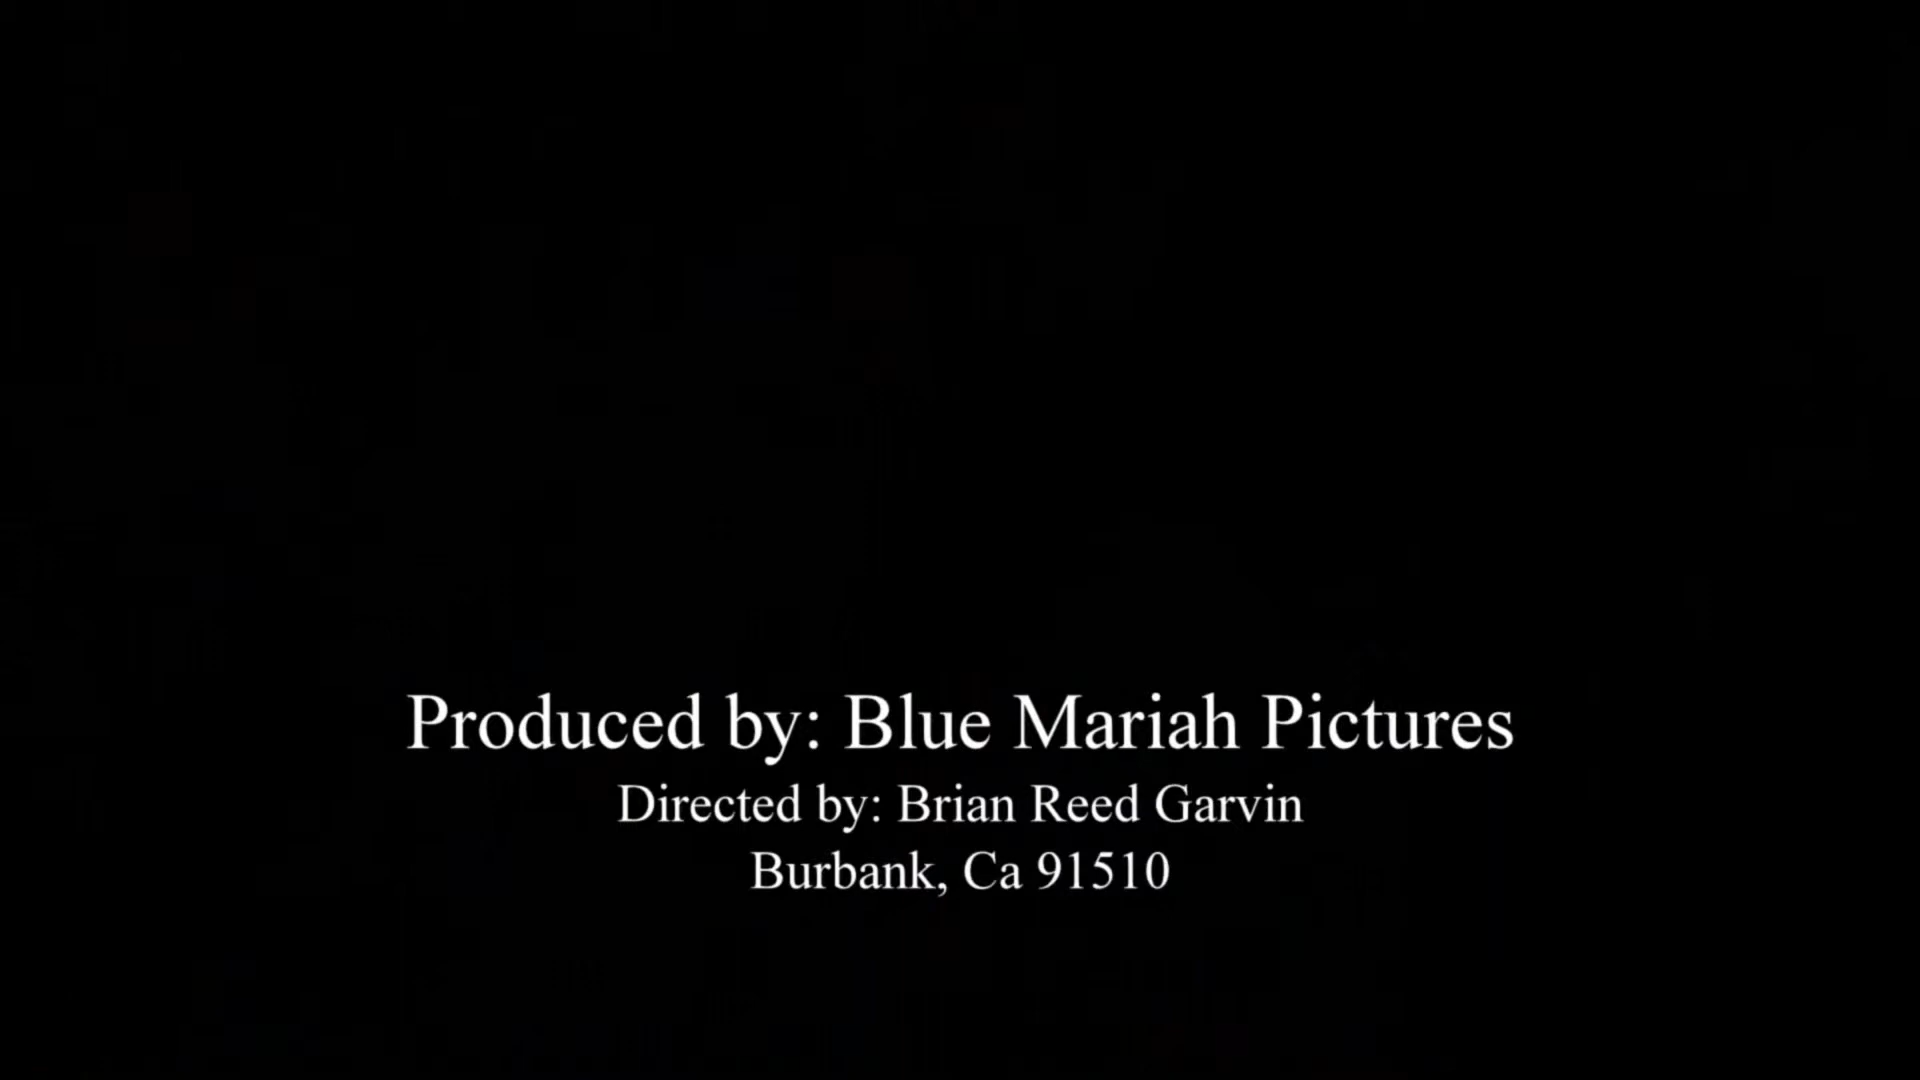 Produced by: Blue Mariah Pictures
Directed by: Brian Reed Garvin
Burbank, Ca 91510